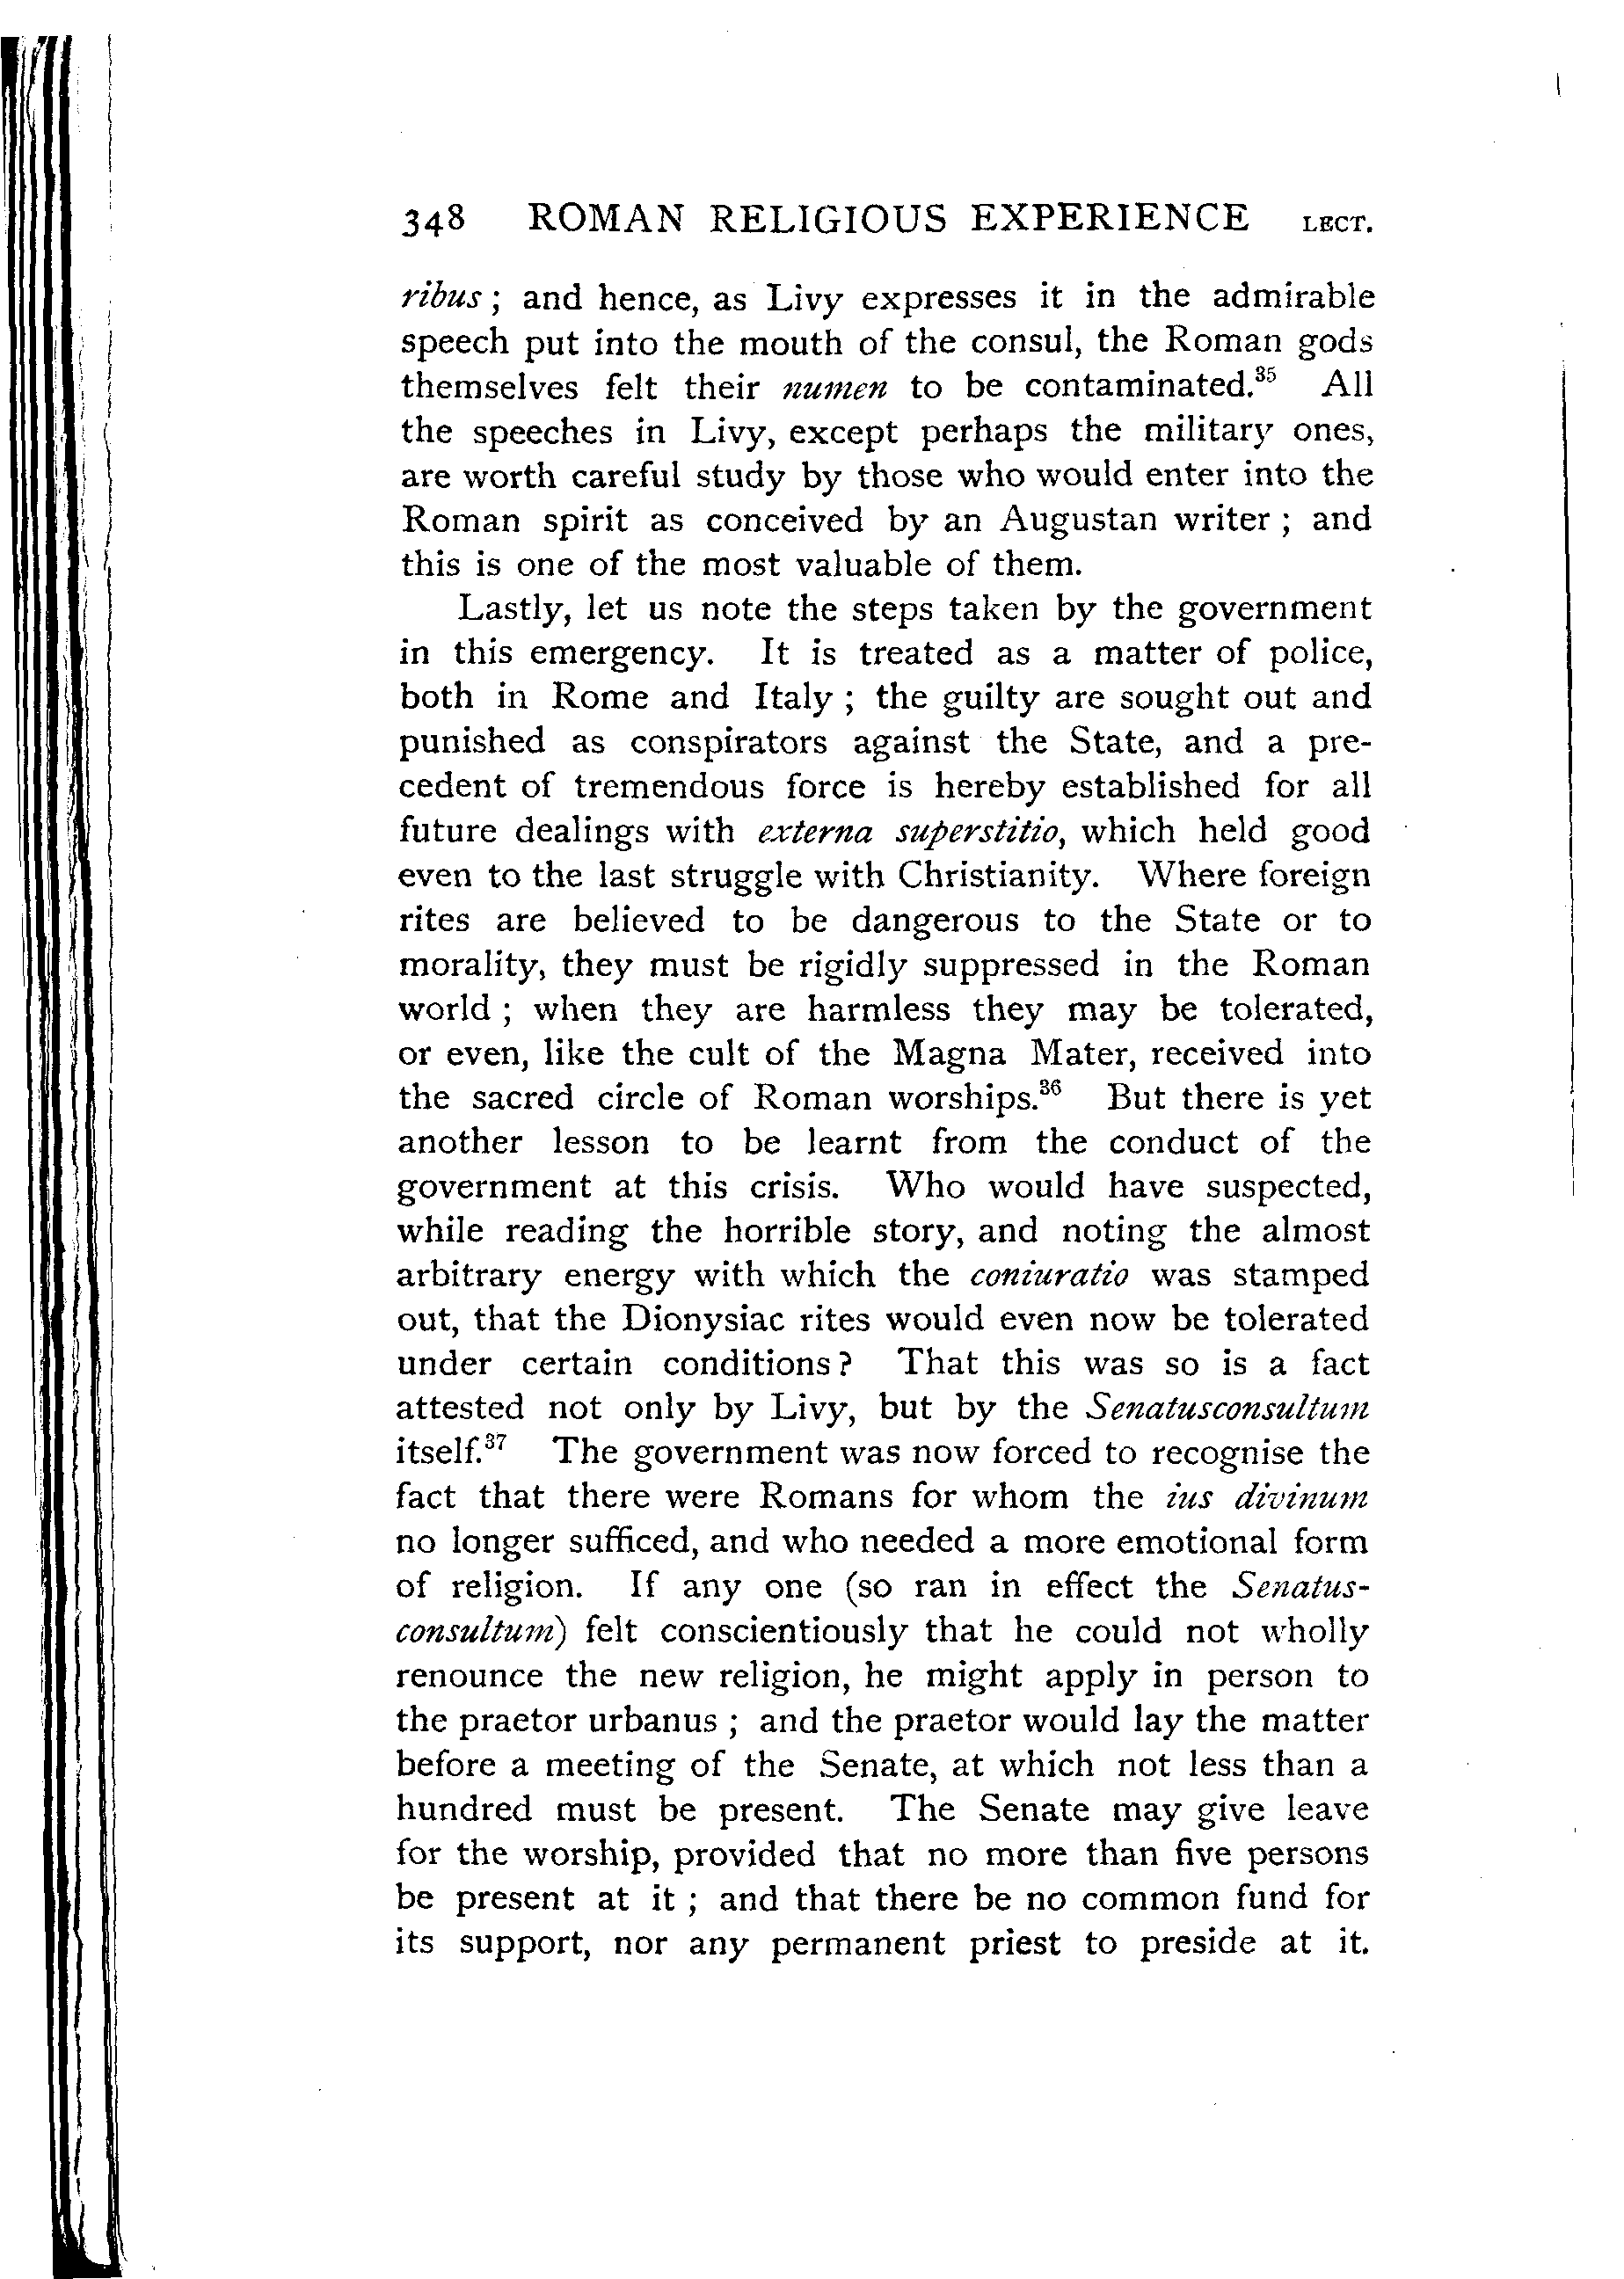 348 ROMAN RELIGIOUS EXPERIENCE LECT.
ribus ; and hence, as Livy expresses it in the admirable
speech put into the mouth of the consul, the Roman gods
themselves felt their numen to be contaminated.³⁵ All
the speeches in Livy, except perhaps the military ones,
are worth careful study by those who would enter into the
Roman spirit as conceived by an Augustan writer ; and
this is one of the most valuable of them.
Lastly, let us note the steps taken by the government
in this emergency. It is treated as a matter of police,
both in Rome and Italy ; the guilty are sought out and
punished as conspirators against the State, and a pre-
cedent of tremendous force is hereby established for all
future dealings with externa superstitio, which held good
even to the last struggle with Christianity. Where foreign
rites are believed to be dangerous to the State or to
morality, they must be rigidly suppressed in the Roman
world ; when they are harmless they may be tolerated,
or even, like the cult of the Magna Mater, received into
the sacred circle of Roman worships.³⁶ But there is yet
another lesson to be learnt from the conduct of the
government at this crisis. Who would have suspected,
while reading the horrible story, and noting the almost
arbitrary energy with which the coniuratio was stamped
out, that the Dionysiac rites would even now be tolerated
under certain conditions? That this was so is a fact
attested not only by Livy, but by the Senatusconsultum
itself.³⁷ The government was now forced to recognise the
fact that there were Romans for whom the ius divinum
no longer sufficed, and who needed a more emotional form
of religion. If any one (so ran in effect the Senatus-
consultum) felt conscientiously that he could not wholly
renounce the new religion, he might apply in person to
the praetor urbanus ; and the praetor would lay the matter
before a meeting of the Senate, at which not less than a
hundred must be present. The Senate may give leave
for the worship, provided that no more than five persons
be present at it ; and that there be no common fund for
its support, nor any permanent priest to preside at it.